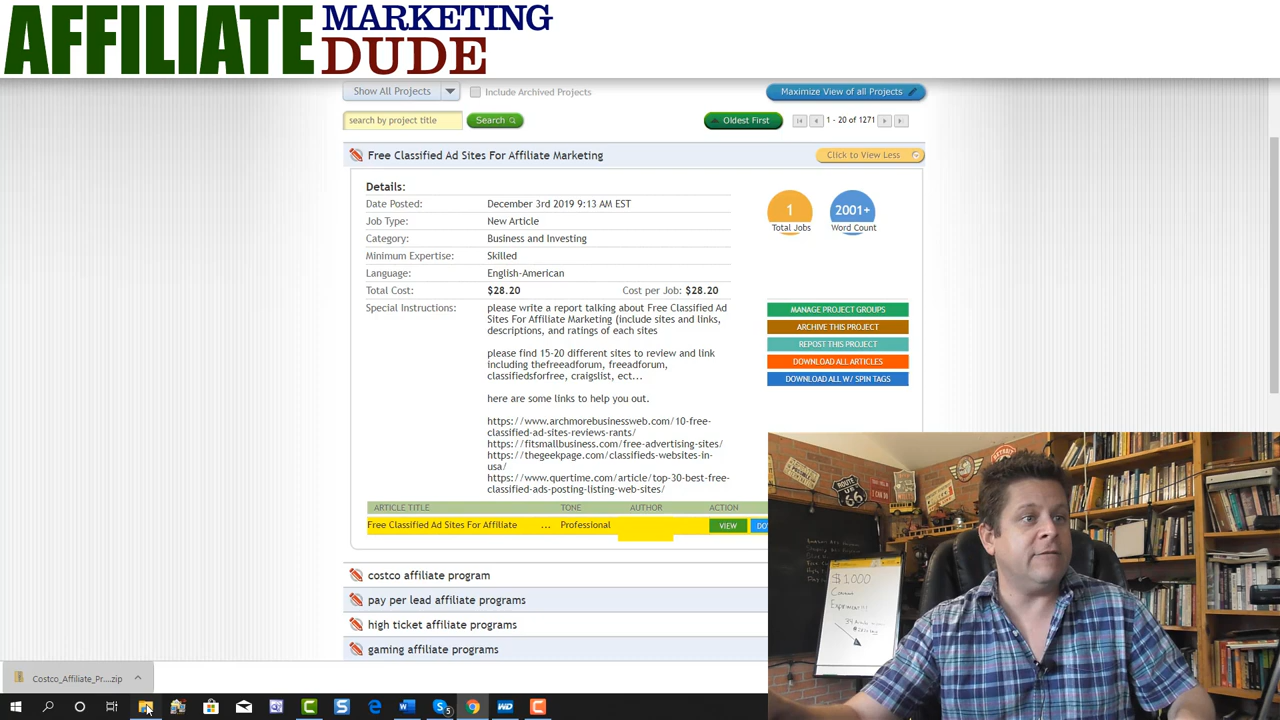 AFFILIATE MARKETING DUDE
Show All Projects
Include Archived Projects
Maximize View of all Projects
search by project title
Search
Oldest First
1 - 20 of 1271
Free Classified Ad Sites For Affiliate Marketing
Click to View Less
Details:
Date Posted: December 3rd 2019 9:13 AM EST
Job Type: New Article
Category: Business and Investing
Minimum Expertise: Skilled
Language: English-American
Total Cost: $28.20 Cost per Job: $28.20
Special Instructions: please write a report talking about Free Classified Ad
Sites For Affiliate Marketing (include sites and links,
descriptions, and ratings of each sites
please find 15-20 different sites to review and link
including thefreeadforum, freeadforum,
classifiedsforfree, craigslist, ect...
here are some links to help you out.
https://www.archmorebusinessweb.com/10-free-
classified-ad-sites-reviews-rants/
https://fitsmallbusiness.com/free-advertising-sites/
https://thegeekpage.com/classifieds-websites-in-
usa/
https://www.quertime.com/article/top-30-best-free-
classified-ads-posting-listing-web-sites/
1
Total Jobs
2001+
Word Count
MANAGE PROJECT GROUPS
ARCHIVE THIS PROJECT
REPOST THIS PROJECT
DOWNLOAD ALL ARTICLES
DOWNLOAD ALL W/ SPIN TAGS
ARTICLE TITLE TONE AUTHOR ACTION
Free Classified Ad Sites For Affiliate ... Professional VIEW DO
costco affiliate program
pay per lead affiliate programs
high ticket affiliate programs
gaming affiliate programs
Costco_Affiliate_Pr....zip
ROUTE
US
66
DETROIT
$1,000